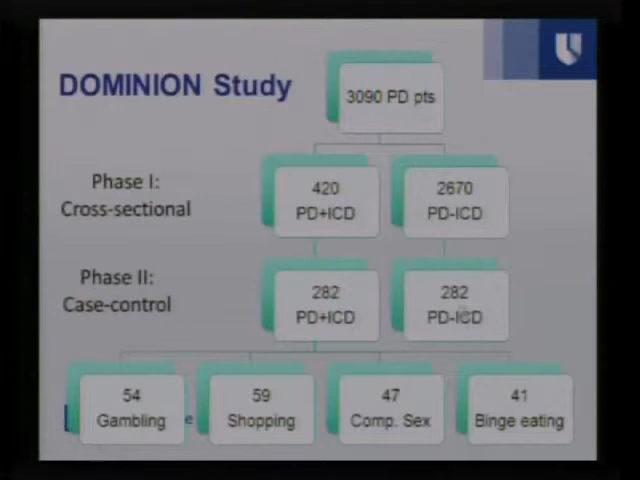 DOMINION Study
3090 PD pts
Phase I:
Cross-sectional
420
PD+ICD
2670
PD-ICD
Phase II:
Case-control
282
PD+ICD
282
PD-ICD
54
Gambling
59
Shopping
47
Comp. Sex
41
Binge eating